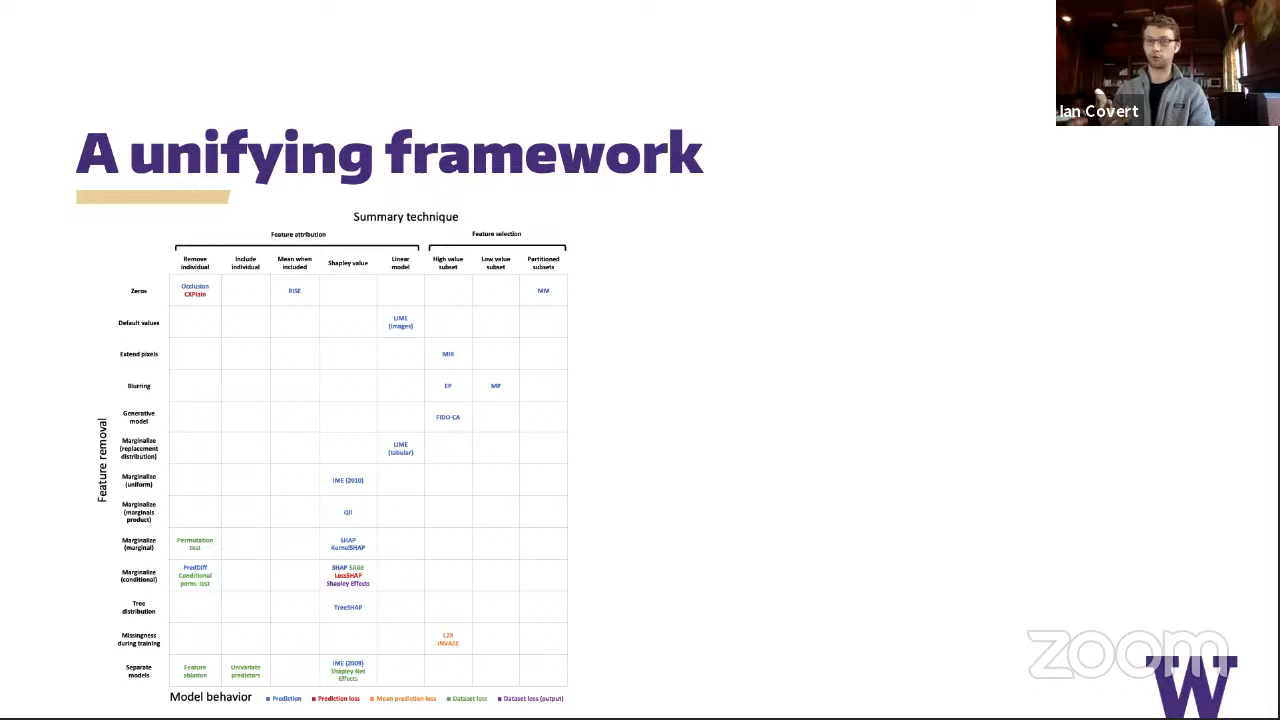 Ian Covert
A unifying framework
Summary technique
Feature attribution
Feature selection
Remove individual
Include individual
Mean when included
Shapley value
Linear model
High value subset
Low value subset
Partitioned subsets
Feature removal
Zeros
Occlusion
CXPlain
RISE
MM
Default values
LIME
(images)
Extend pixels
MIR
Blurring
EP
MP
Generative
model
FIDO-CA
Marginalize
(replacement
distribution)
LIME
(tabular)
Marginalize
(uniform)
IME (2010)
Marginalize
(marginals
product)
QII
Marginalize
(marginal)
Permutation
test
SHAP
KernelSHAP
Marginalize
(conditional)
PredDiff
Conditional
perm. test
SHAP SAGE
LossSHAP
Shapley Effects
Tree
distribution
TreeSHAP
Missingness
during training
L2X
INVASE
Separate
models
Feature
ablation
Univariate
predictors
IME (2009)
Shapley Net
Effects
Model behavior
Prediction
Prediction loss
Mean prediction loss
Dataset loss
Dataset loss (output)
zoom
W